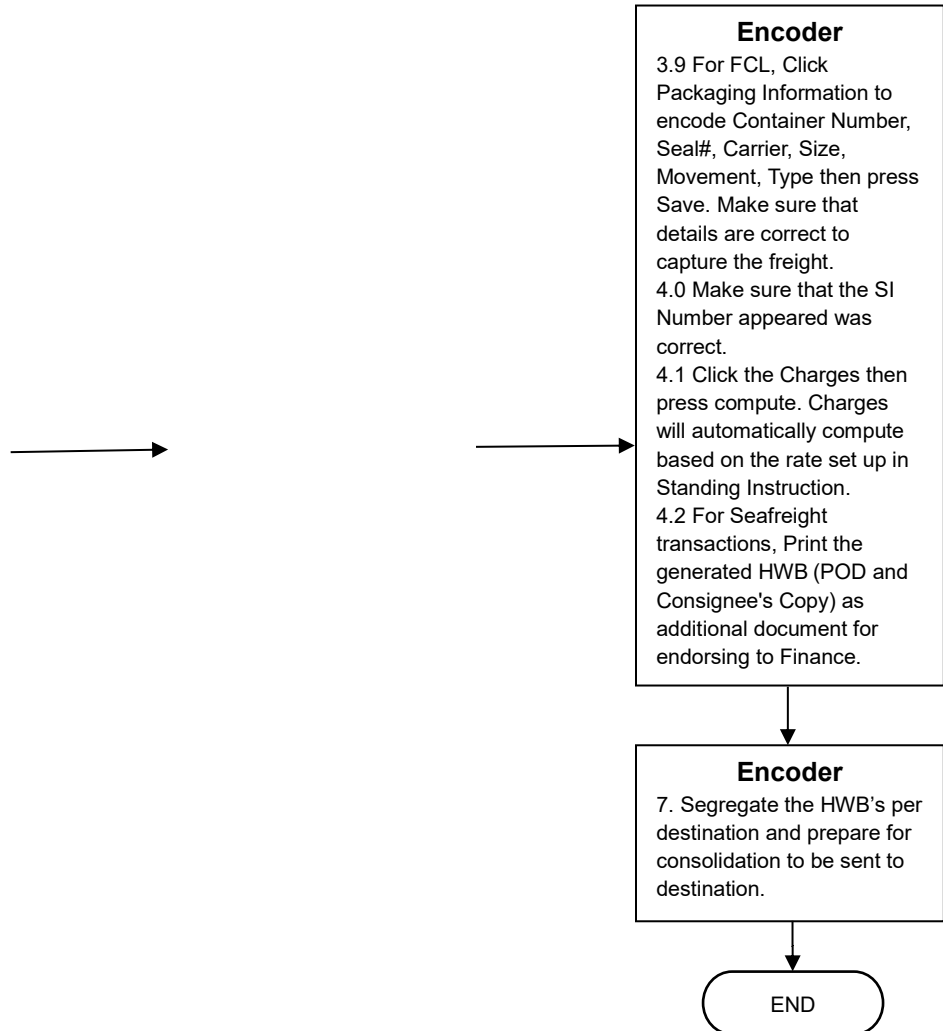 Encoder
3.9 For FCL, Click
Packaging Information to
encode Container Number,
Seal#, Carrier, Size,
Movement, Type then press
Save. Make sure that
details are correct to
capture the freight.
4.0 Make sure that the SI
Number appeared was
correct.
4.1 Click the Charges then
press compute. Charges
will automatically compute
based on the rate set up in
Standing Instruction.
4.2 For Seafreight
transactions, Print the
generated HWB (POD and
Consignee's Copy) as
additional document for
endorsing to Finance.
Encoder
7. Segregate the HWB’s per
destination and prepare for
consolidation to be sent to
destination.
END